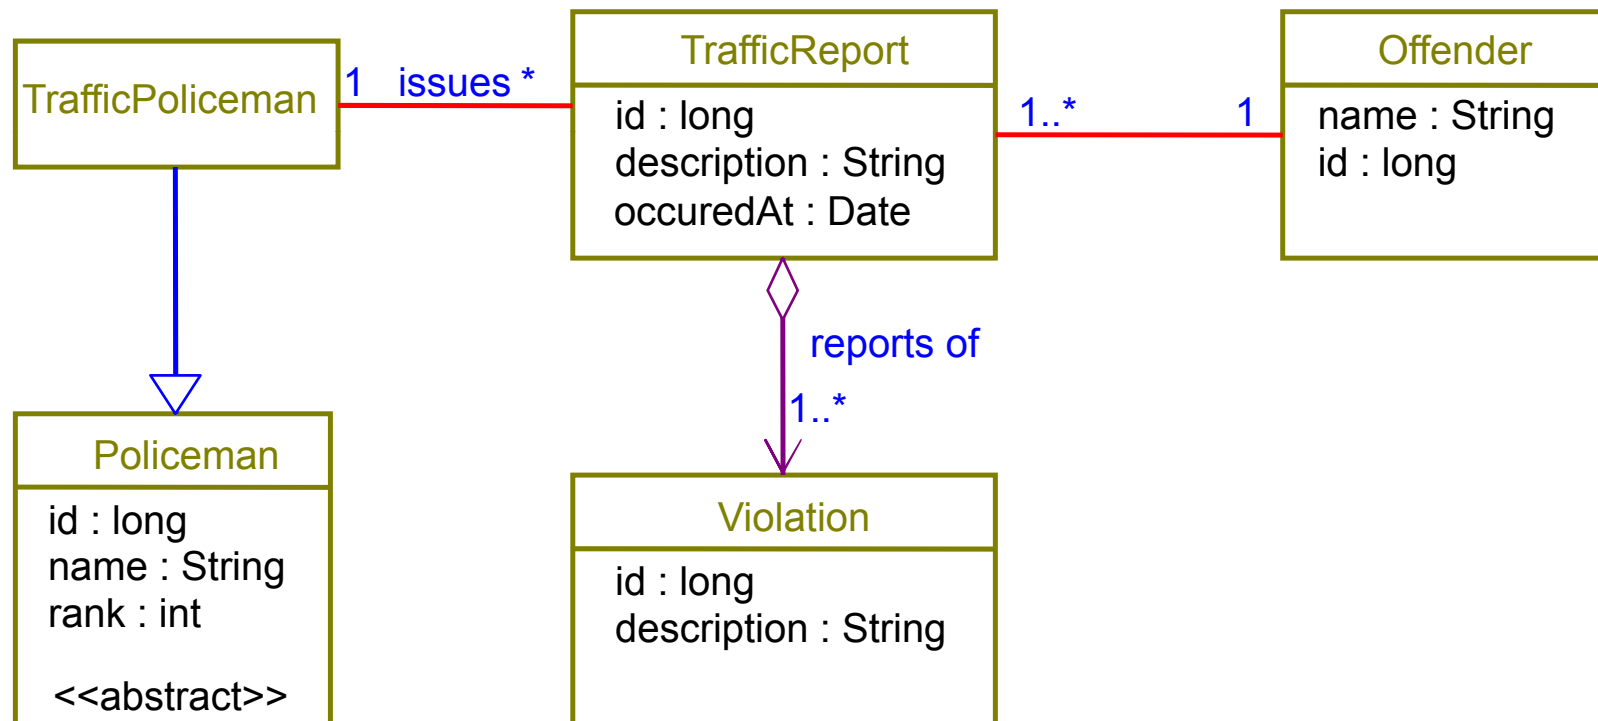 TrafficPoliceman
1 issues *
TrafficReport
id : long
description : String
occuredAt : Date
1..* 1
Offender
name : String
id : long
reports of
1..*
Policeman
id : long
name : String
rank : int
<<abstract>>
Violation
id : long
description : String